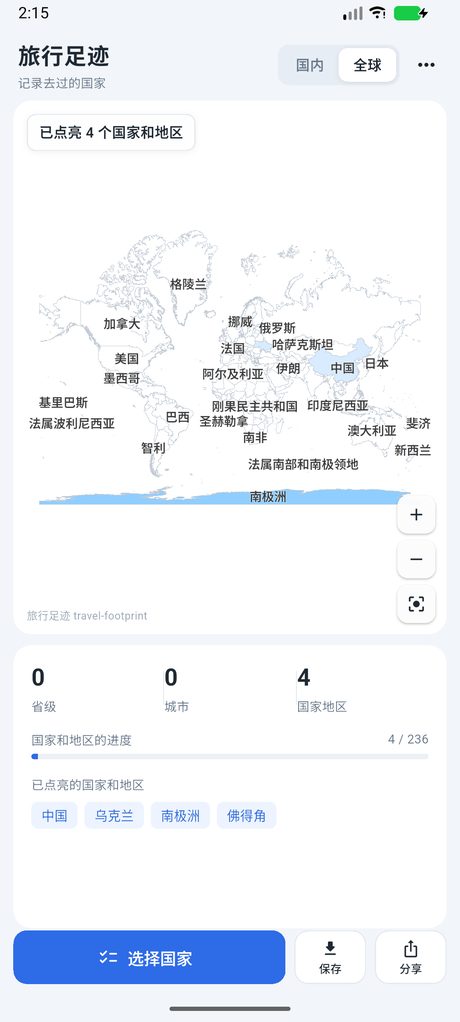 2:15
旅行足迹
国内
全球
记录去过的国家
已点亮 4 个国家和地区
格陵兰
加拿大
挪威
俄罗斯
美国
法国
哈萨克斯坦
墨西哥
阿尔及利亚
伊朗
中国
日本
基里巴斯
巴西
刚果民主共和国
印度尼西亚
法属波利尼西亚
圣赫勒拿
澳大利亚
斐济
智利
南非
新西兰
法属南部和南极领地
南极洲
旅行足迹 travel-footprint
0
0
4
省级
城市
国家地区
国家和地区的进度
4 / 236
已点亮的国家和地区
中国
乌克兰
南极洲
佛得角
选择国家
保存
分享